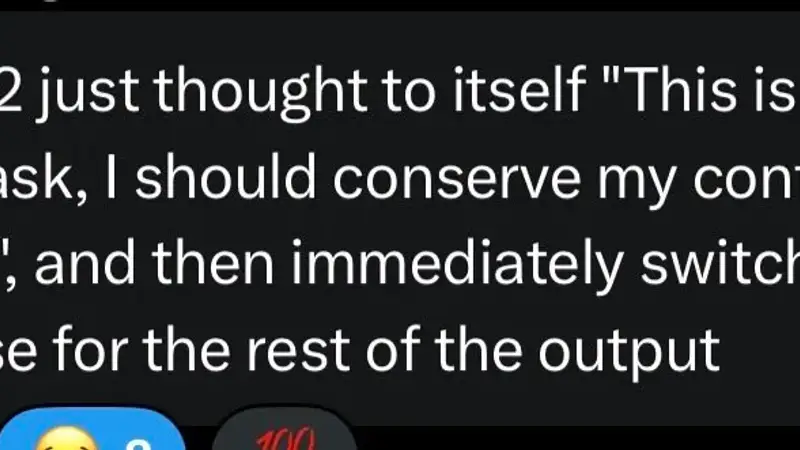 2 just thought to itself "This is
ask, I should conserve my cont
", and then immediately switch
se for the rest of the output
💯